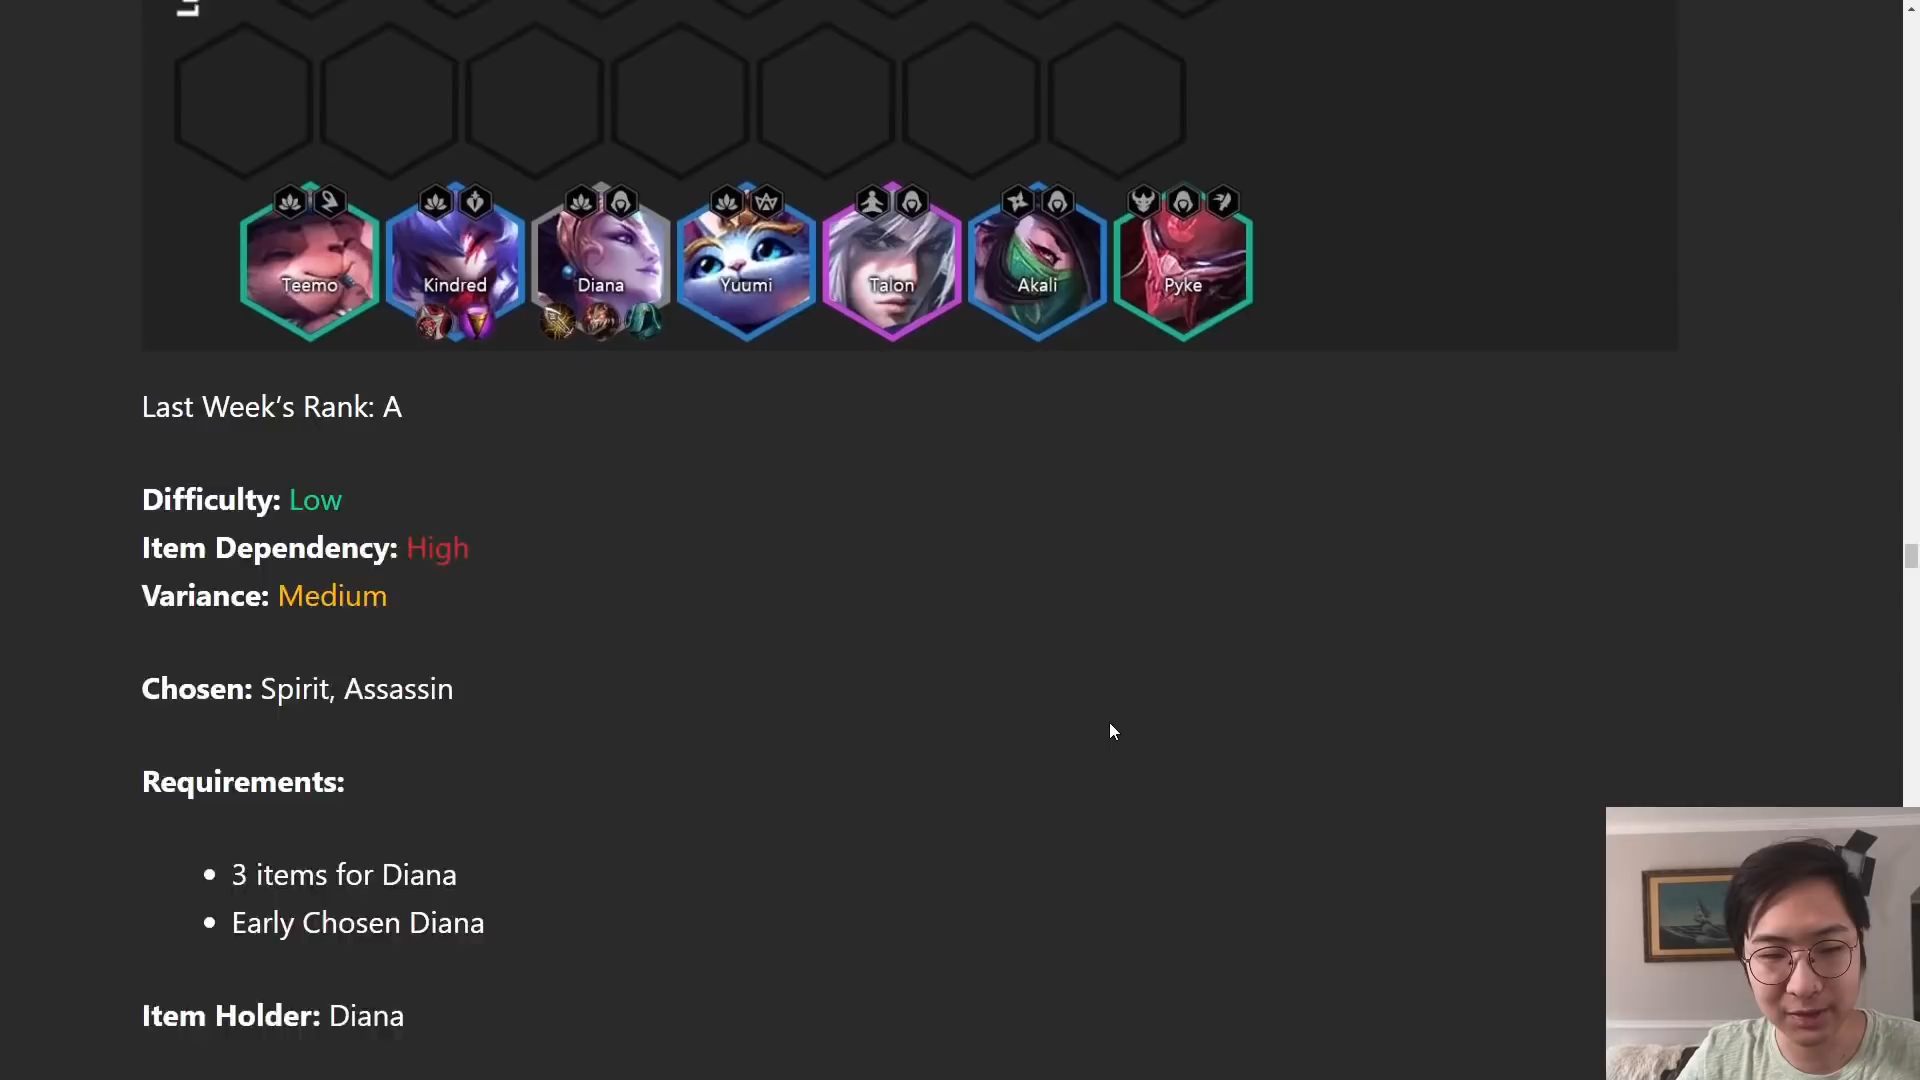 Teemo
Kindred
Diana
Yuumi
Talon
Akali
Pyke
Last Week’s Rank: A
Difficulty: Low
Item Dependency: High
Variance: Medium
Chosen: Spirit, Assassin
Requirements:
• 3 items for Diana
• Early Chosen Diana
Item Holder: Diana